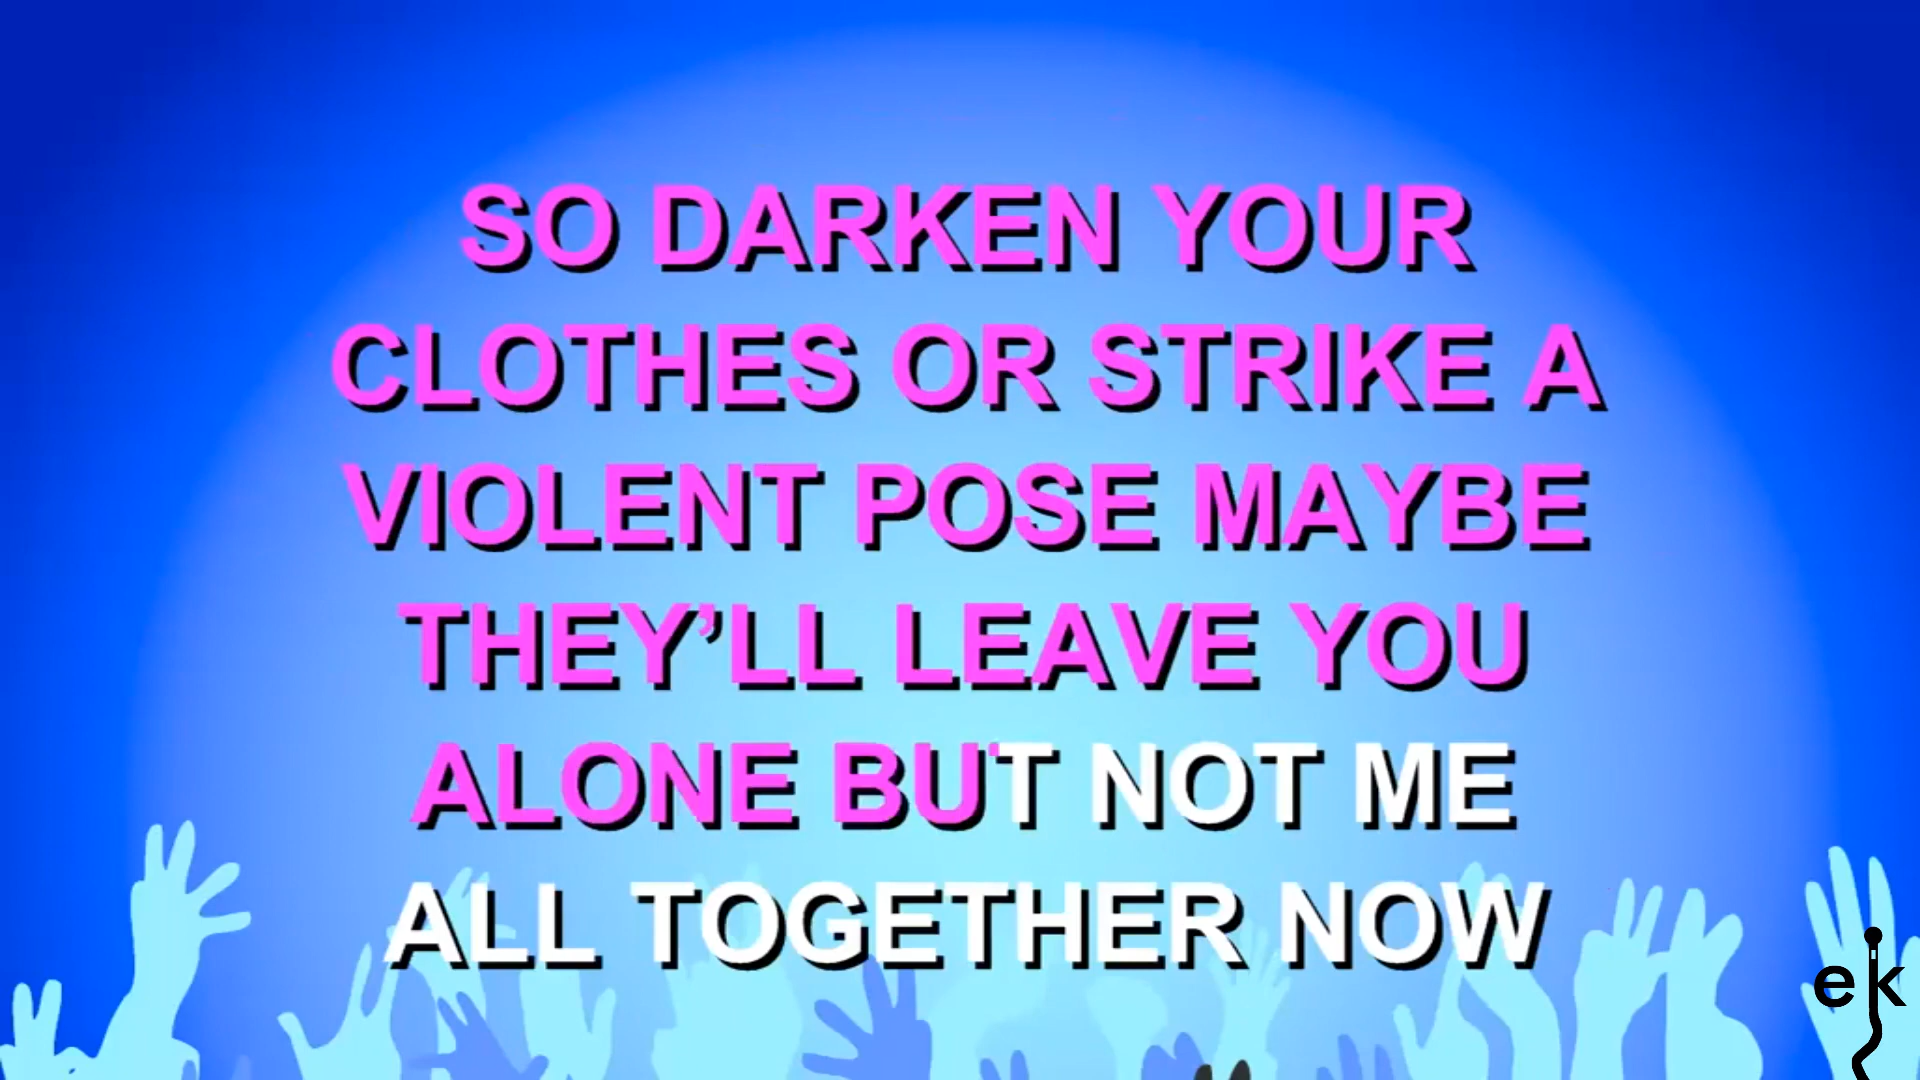 SO DARKEN YOUR
CLOTHES OR STRIKE A
VIOLENT POSE MAYBE
THEY’LL LEAVE YOU
ALONE BUT NOT ME
ALL TOGETHER NOW
ek